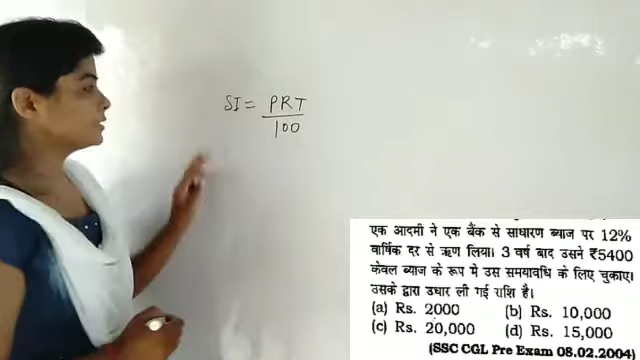 SI = PRT
100
एक आदमी ने एक बैंक से साधारण ब्याज पर 12%
वार्षिक दर से ऋण लिया। 3 वर्ष बाद उसने ₹5400
केवल ब्याज के रूप मे उस समयावधि के लिए चुकाए।
उसके द्वारा उधार ली गई राशि है।
(a) Rs. 2000 (b) Rs. 10,000
(c) Rs. 20,000 (d) Rs. 15,000
(SSC CGL Pre Exam 08.02.2004)